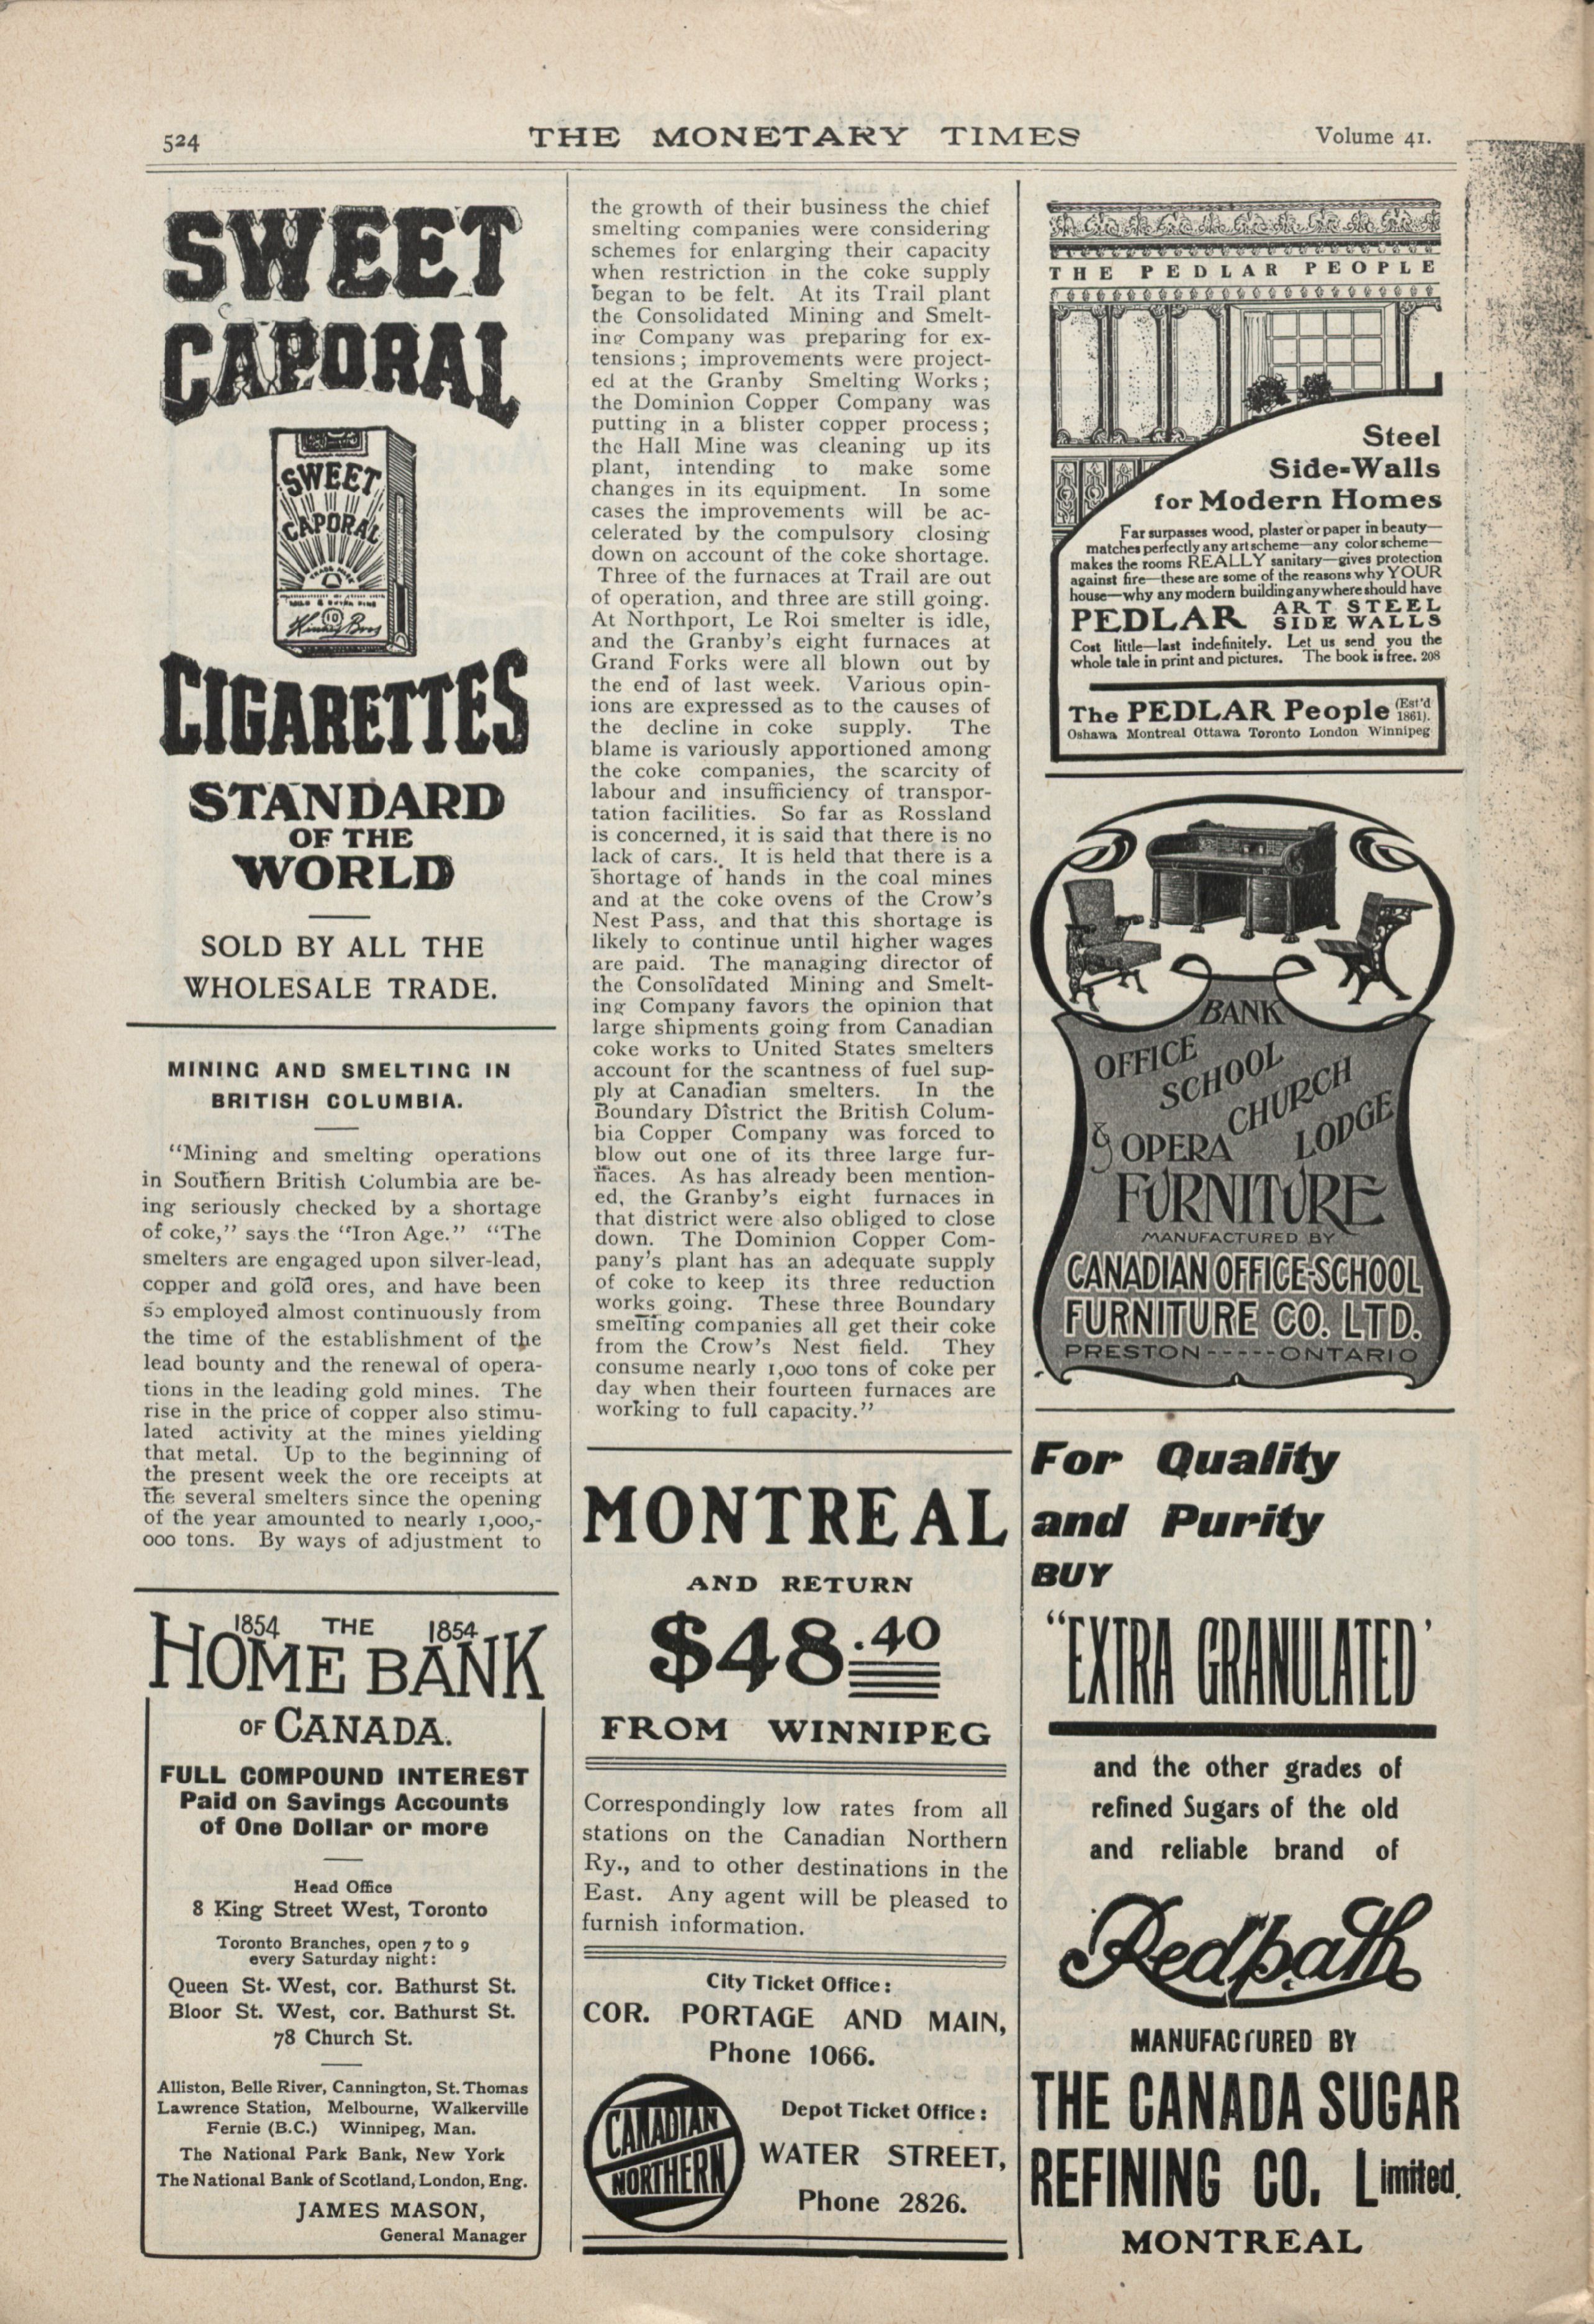 524
THE MONETARY TIMES
Volume 41.
SWEET
CAPORAL
SWEET
CAPORAL
TRADE MARK
10
Kinney Bros
CIGARETTES
STANDARD
OF THE
WORLD
SOLD BY ALL THE
WHOLESALE TRADE.
MINING AND SMELTING IN
BRITISH COLUMBIA.
"Mining and smelting operations
in Southern British Columbia are be-
ing seriously checked by a shortage
of coke," says the "Iron Age." "The
smelters are engaged upon silver-lead,
copper and gold ores, and have been
so employed almost continuously from
the time of the establishment of the
lead bounty and the renewal of opera-
tions in the leading gold mines. The
rise in the price of copper also stimu-
lated activity at the mines yielding
that metal. Up to the beginning of
the present week the ore receipts at
the several smelters since the opening
of the year amounted to nearly 1,000,-
000 tons. By ways of adjustment to
1854 THE 1854
HOME BANK
OF CANADA.
FULL COMPOUND INTEREST
Paid on Savings Accounts
of One Dollar or more
Head Office
8 King Street West, Toronto
Toronto Branches, open 7 to 9
every Saturday night:
Queen St. West, cor. Bathurst St.
Bloor St. West, cor. Bathurst St.
78 Church St.
Alliston, Belle River, Cannington, St. Thomas
Lawrence Station, Melbourne, Walkerville
Fernie (B.C.) Winnipeg, Man.
The National Park Bank, New York
The National Bank of Scotland, London, Eng.
JAMES MASON,
General Manager
the growth of their business the chief
smelting companies were considering
schemes for enlarging their capacity
when restriction in the coke supply
began to be felt. At its Trail plant
the Consolidated Mining and Smelt-
ing Company was preparing for ex-
tensions; improvements were project-
ed at the Granby Smelting Works;
the Dominion Copper Company was
putting in a blister copper process;
the Hall Mine was cleaning up its
plant, intending to make some
changes in its equipment. In some
cases the improvements will be ac-
celerated by the compulsory closing
down on account of the coke shortage.
Three of the furnaces at Trail are out
of operation, and three are still going.
At Northport, Le Roi smelter is idle,
and the Granby's eight furnaces at
Grand Forks were all blown out by
the end of last week. Various opin-
ions are expressed as to the causes of
the decline in coke supply. The
blame is variously apportioned among
the coke companies, the scarcity of
labour and insufficiency of transpor-
tation facilities. So far as Rossland
is concerned, it is said that there is no
lack of cars. It is held that there is a
shortage of hands in the coal mines
and at the coke ovens of the Crow's
Nest Pass, and that this shortage is
likely to continue until higher wages
are paid. The managing director of
the Consolidated Mining and Smelt-
ing Company favors the opinion that
large shipments going from Canadian
coke works to United States smelters
account for the scantness of fuel sup-
ply at Canadian smelters. In the
Boundary District the British Colum-
bia Copper Company was forced to
blow out one of its three large fur-
naces. As has already been mention-
ed, the Granby's eight furnaces in
that district were also obliged to close
down. The Dominion Copper Com-
pany's plant has an adequate supply
of coke to keep its three reduction
works going. These three Boundary
smelting companies all get their coke
from the Crow's Nest field. They
consume nearly 1,000 tons of coke per
day when their fourteen furnaces are
working to full capacity."
MONTREAL
AND RETURN
$48.40
FROM WINNIPEG
Correspondingly low rates from all
stations on the Canadian Northern
Ry., and to other destinations in the
East. Any agent will be pleased to
furnish information.
City Ticket Office:
COR. PORTAGE AND MAIN,
Phone 1066.
CANADIAN
NORTHERN
Depot Ticket Office:
WATER STREET,
Phone 2826.
THE PEDLAR PEOPLE
Steel
Side-Walls
for Modern Homes
Far surpasses wood, plaster or paper in beauty—
matches perfectly any art scheme—any color scheme—
makes the rooms REALLY sanitary—gives protection
against fire—these are some of the reasons why YOUR
house—why any modern building anywhere should have
PEDLAR ART STEEL
SIDE WALLS
Cost little—last indefinitely. Let us send you the
whole tale in print and pictures. The book is free. 208
The PEDLAR People (Est'd
1861).
Oshawa Montreal Ottawa Toronto London Winnipeg
BANK
OFFICE
SCHOOL
CHURCH
LODGE
& OPERA
FURNITURE
MANUFACTURED BY
CANADIAN OFFICE-SCHOOL
FURNITURE CO. LTD.
PRESTON-----ONTARIO
For Quality
and Purity
BUY
"EXTRA GRANULATED'
and the other grades of
refined Sugars of the old
and reliable brand of
Redpath
MANUFACTURED BY
THE CANADA SUGAR
REFINING CO. Limited.
MONTREAL